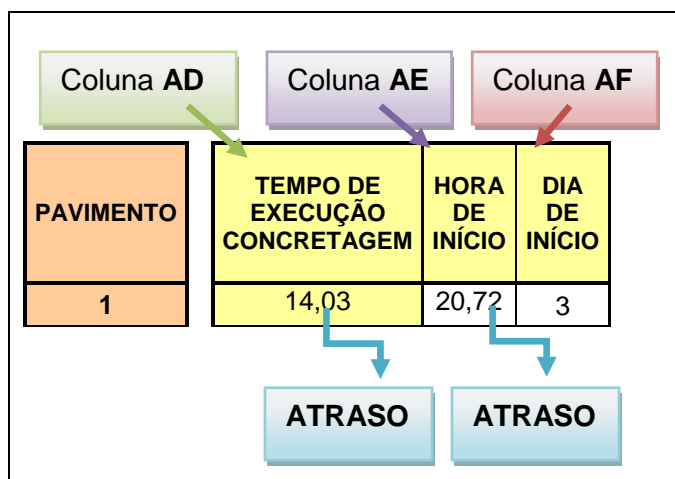 Coluna AD
Coluna AE
Coluna AF
PAVIMENTO
TEMPO DE
EXECUÇÃO
CONCRETAGEM
HORA
DE
INÍCIO
DIA
DE
INÍCIO
1
14,03
20,72
3
ATRASO
ATRASO